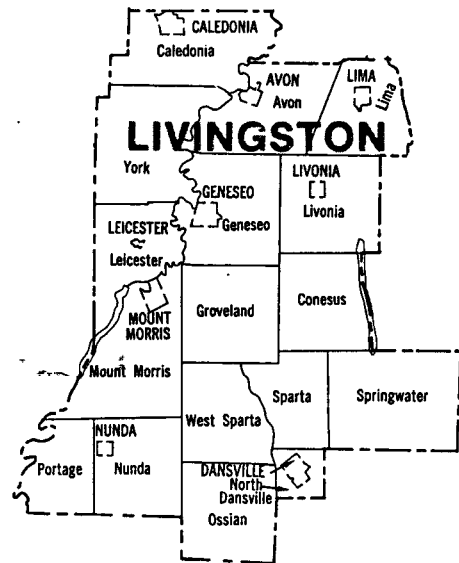 CALEDONIA
Caledonia
AVON
Avon
LIMA
Lima
LIVINGSTON
York
GENESEO
Geneseo
LIVONIA
Livonia
LEICESTER
Leicester
MOUNT
MORRIS
Mount Morris
Groveland
Conesus
West Sparta
Sparta
Springwater
NUNDA
Nunda
Portage
DANSVILLE
North
Dansville
Ossian